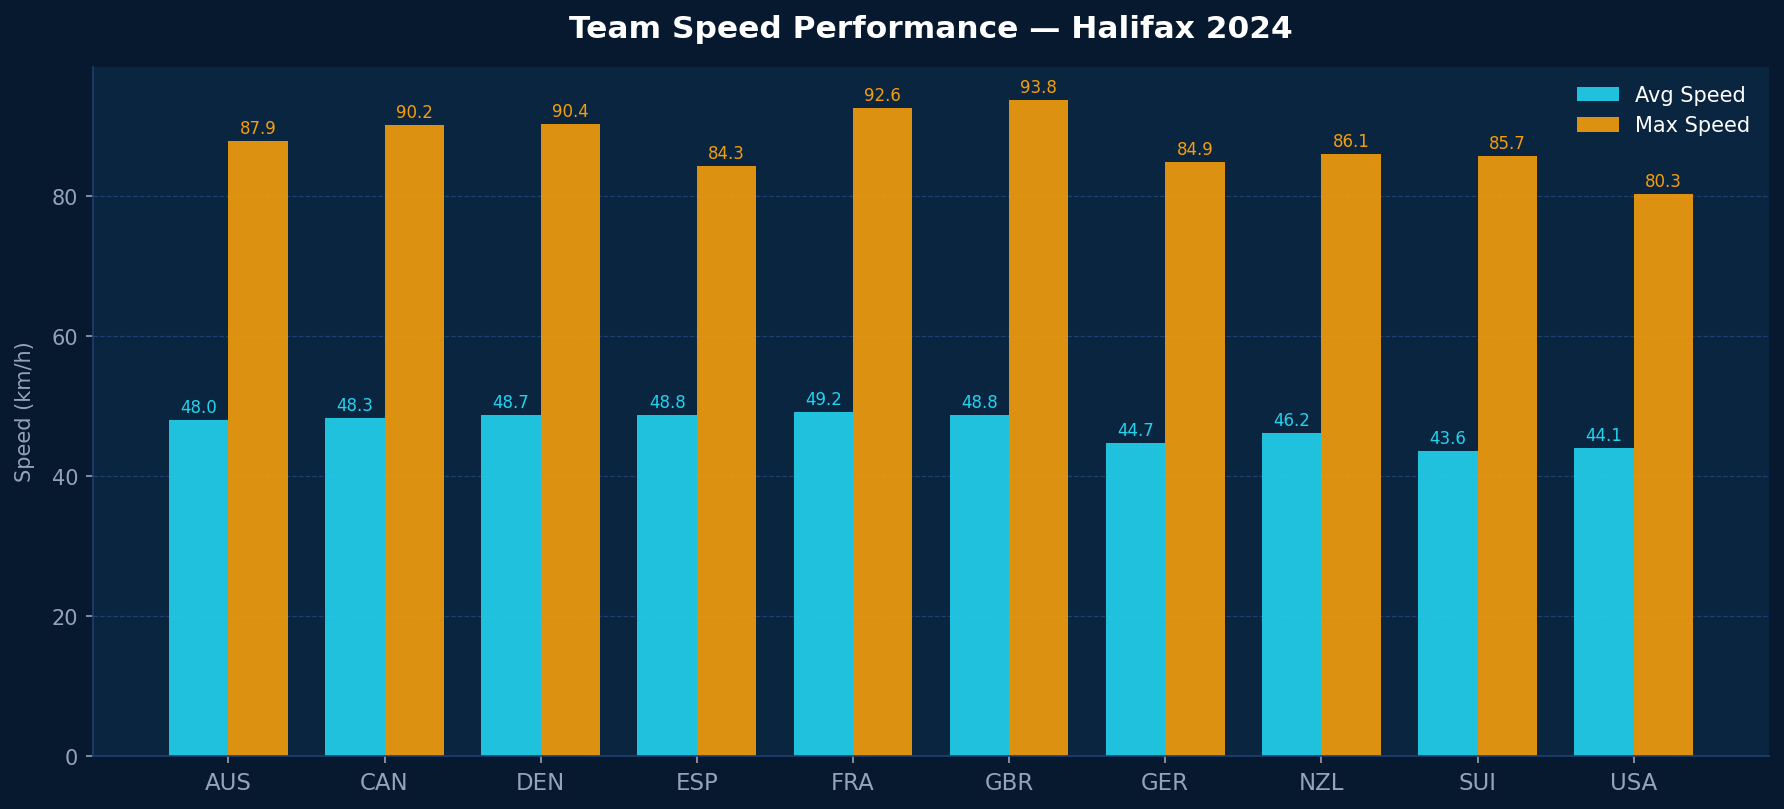 Team Speed Performance — Halifax 2024
Avg Speed
Max Speed
Speed (km/h)
80
60
40
20
0
87.9
90.2
90.4
84.3
92.6
93.8
84.9
86.1
85.7
80.3
48.0
48.3
48.7
48.8
49.2
48.8
44.7
46.2
43.6
44.1
AUS
CAN
DEN
ESP
FRA
GBR
GER
NZL
SUI
USA